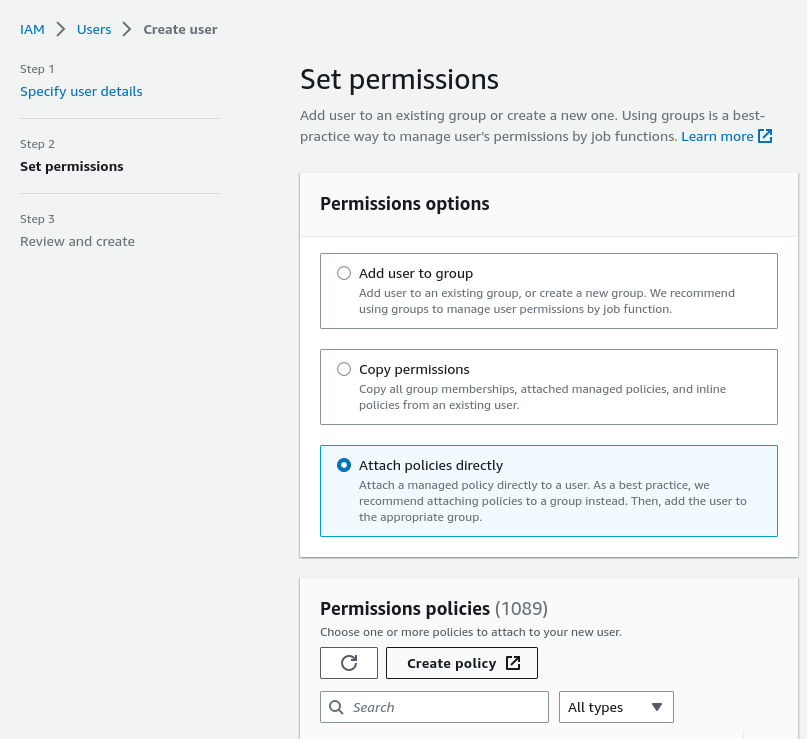 IAM > Users > Create user
Step 1
Specify user details
Step 2
Set permissions
Step 3
Review and create
Set permissions
Add user to an existing group or create a new one. Using groups is a best-
practice way to manage user's permissions by job functions. Learn more
Permissions options
Add user to group
Add user to an existing group, or create a new group. We recommend
using groups to manage user permissions by job function.
Copy permissions
Copy all group memberships, attached managed policies, and inline
policies from an existing user.
Attach policies directly
Attach a managed policy directly to a user. As a best practice, we
recommend attaching policies to a group instead. Then, add the user to
the appropriate group.
Permissions policies (1089)
Choose one or more policies to attach to your new user.
Create policy
Search
All types